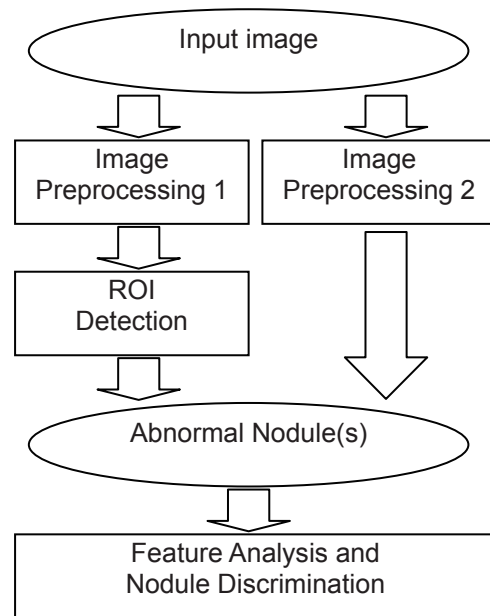 Input image
Image
Preprocessing 1
Image
Preprocessing 2
ROI
Detection
Abnormal Nodule(s)
Feature Analysis and
Nodule Discrimination